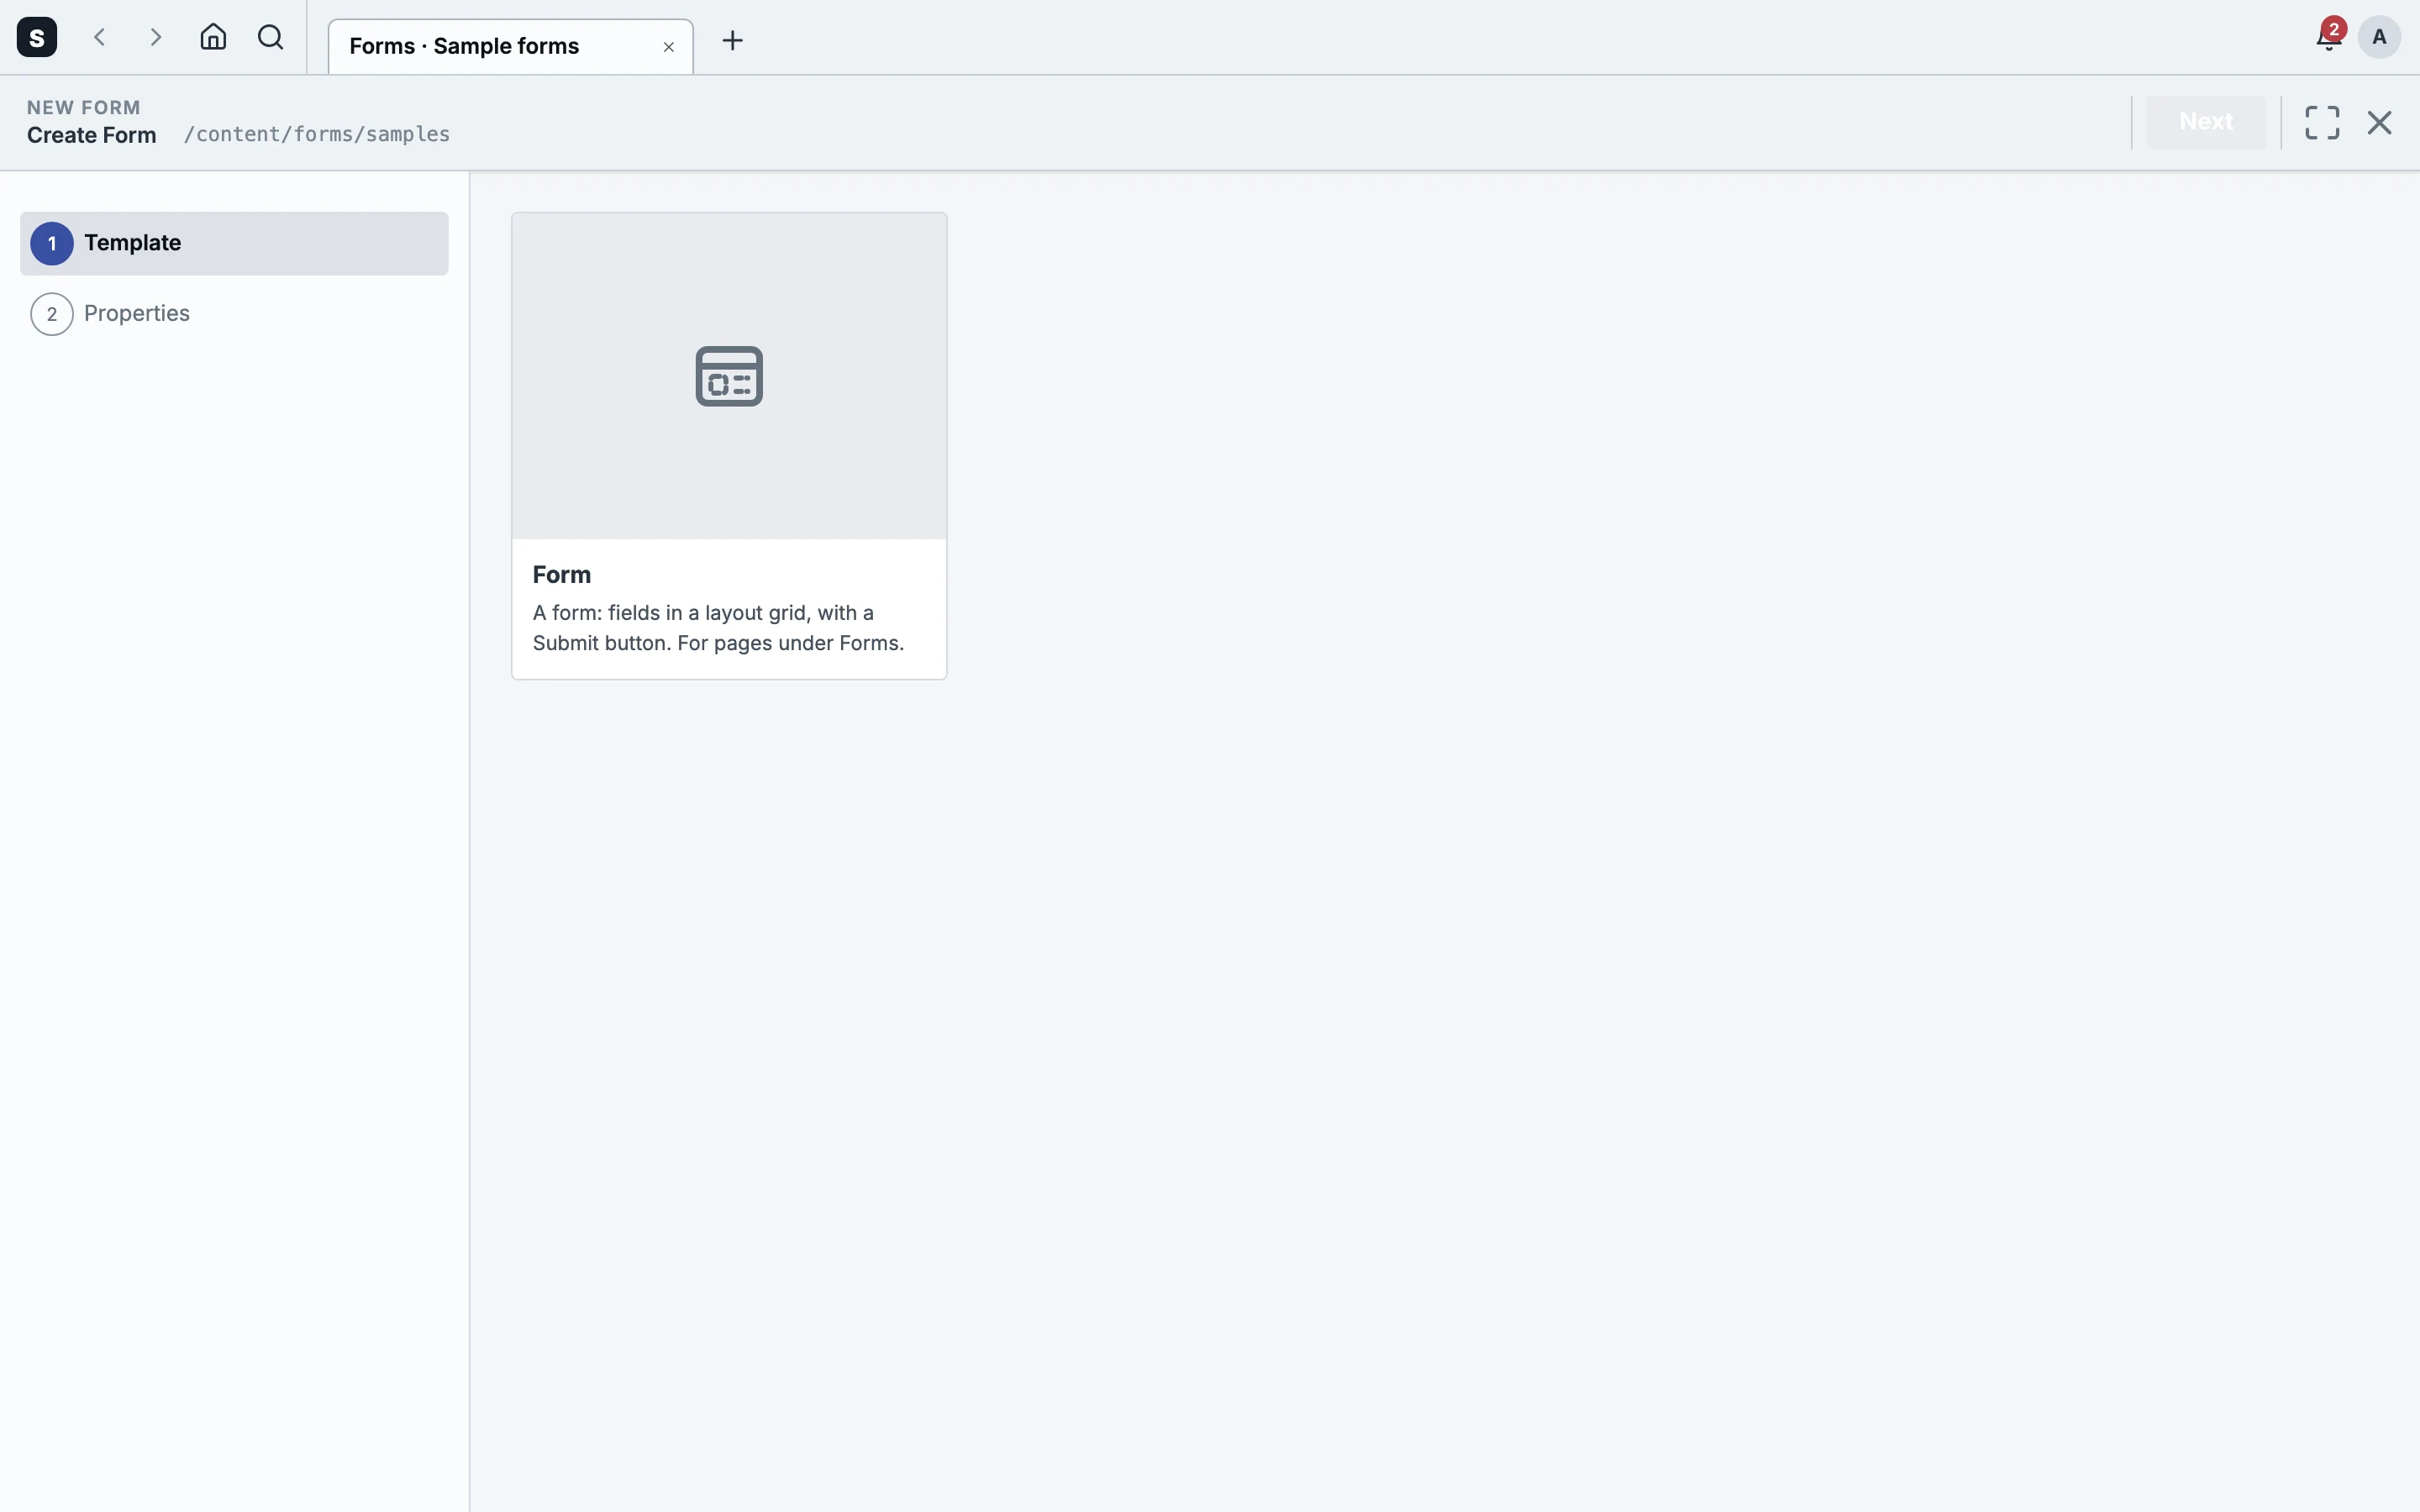 S
Forms · Sample forms
2
A
NEW FORM
Create Form /content/forms/samples
Next
1 Template
2 Properties
Form
A form: fields in a layout grid, with a
Submit button. For pages under Forms.